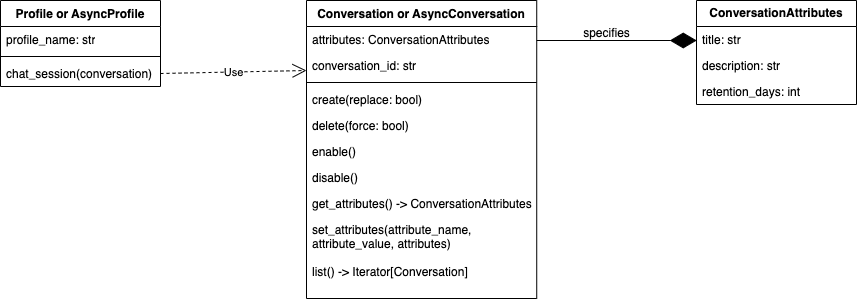 Profile or AsyncProfile
profile_name: str
chat_session(conversation)
Use
Conversation or AsyncConversation
attributes: ConversationAttributes
conversation_id: str
create(replace: bool)
delete(force: bool)
enable()
disable()
get_attributes() -> ConversationAttributes
set_attributes(attribute_name,
attribute_value, attributes)
list() -> Iterator[Conversation]
specifies
ConversationAttributes
title: str
description: str
retention_days: int